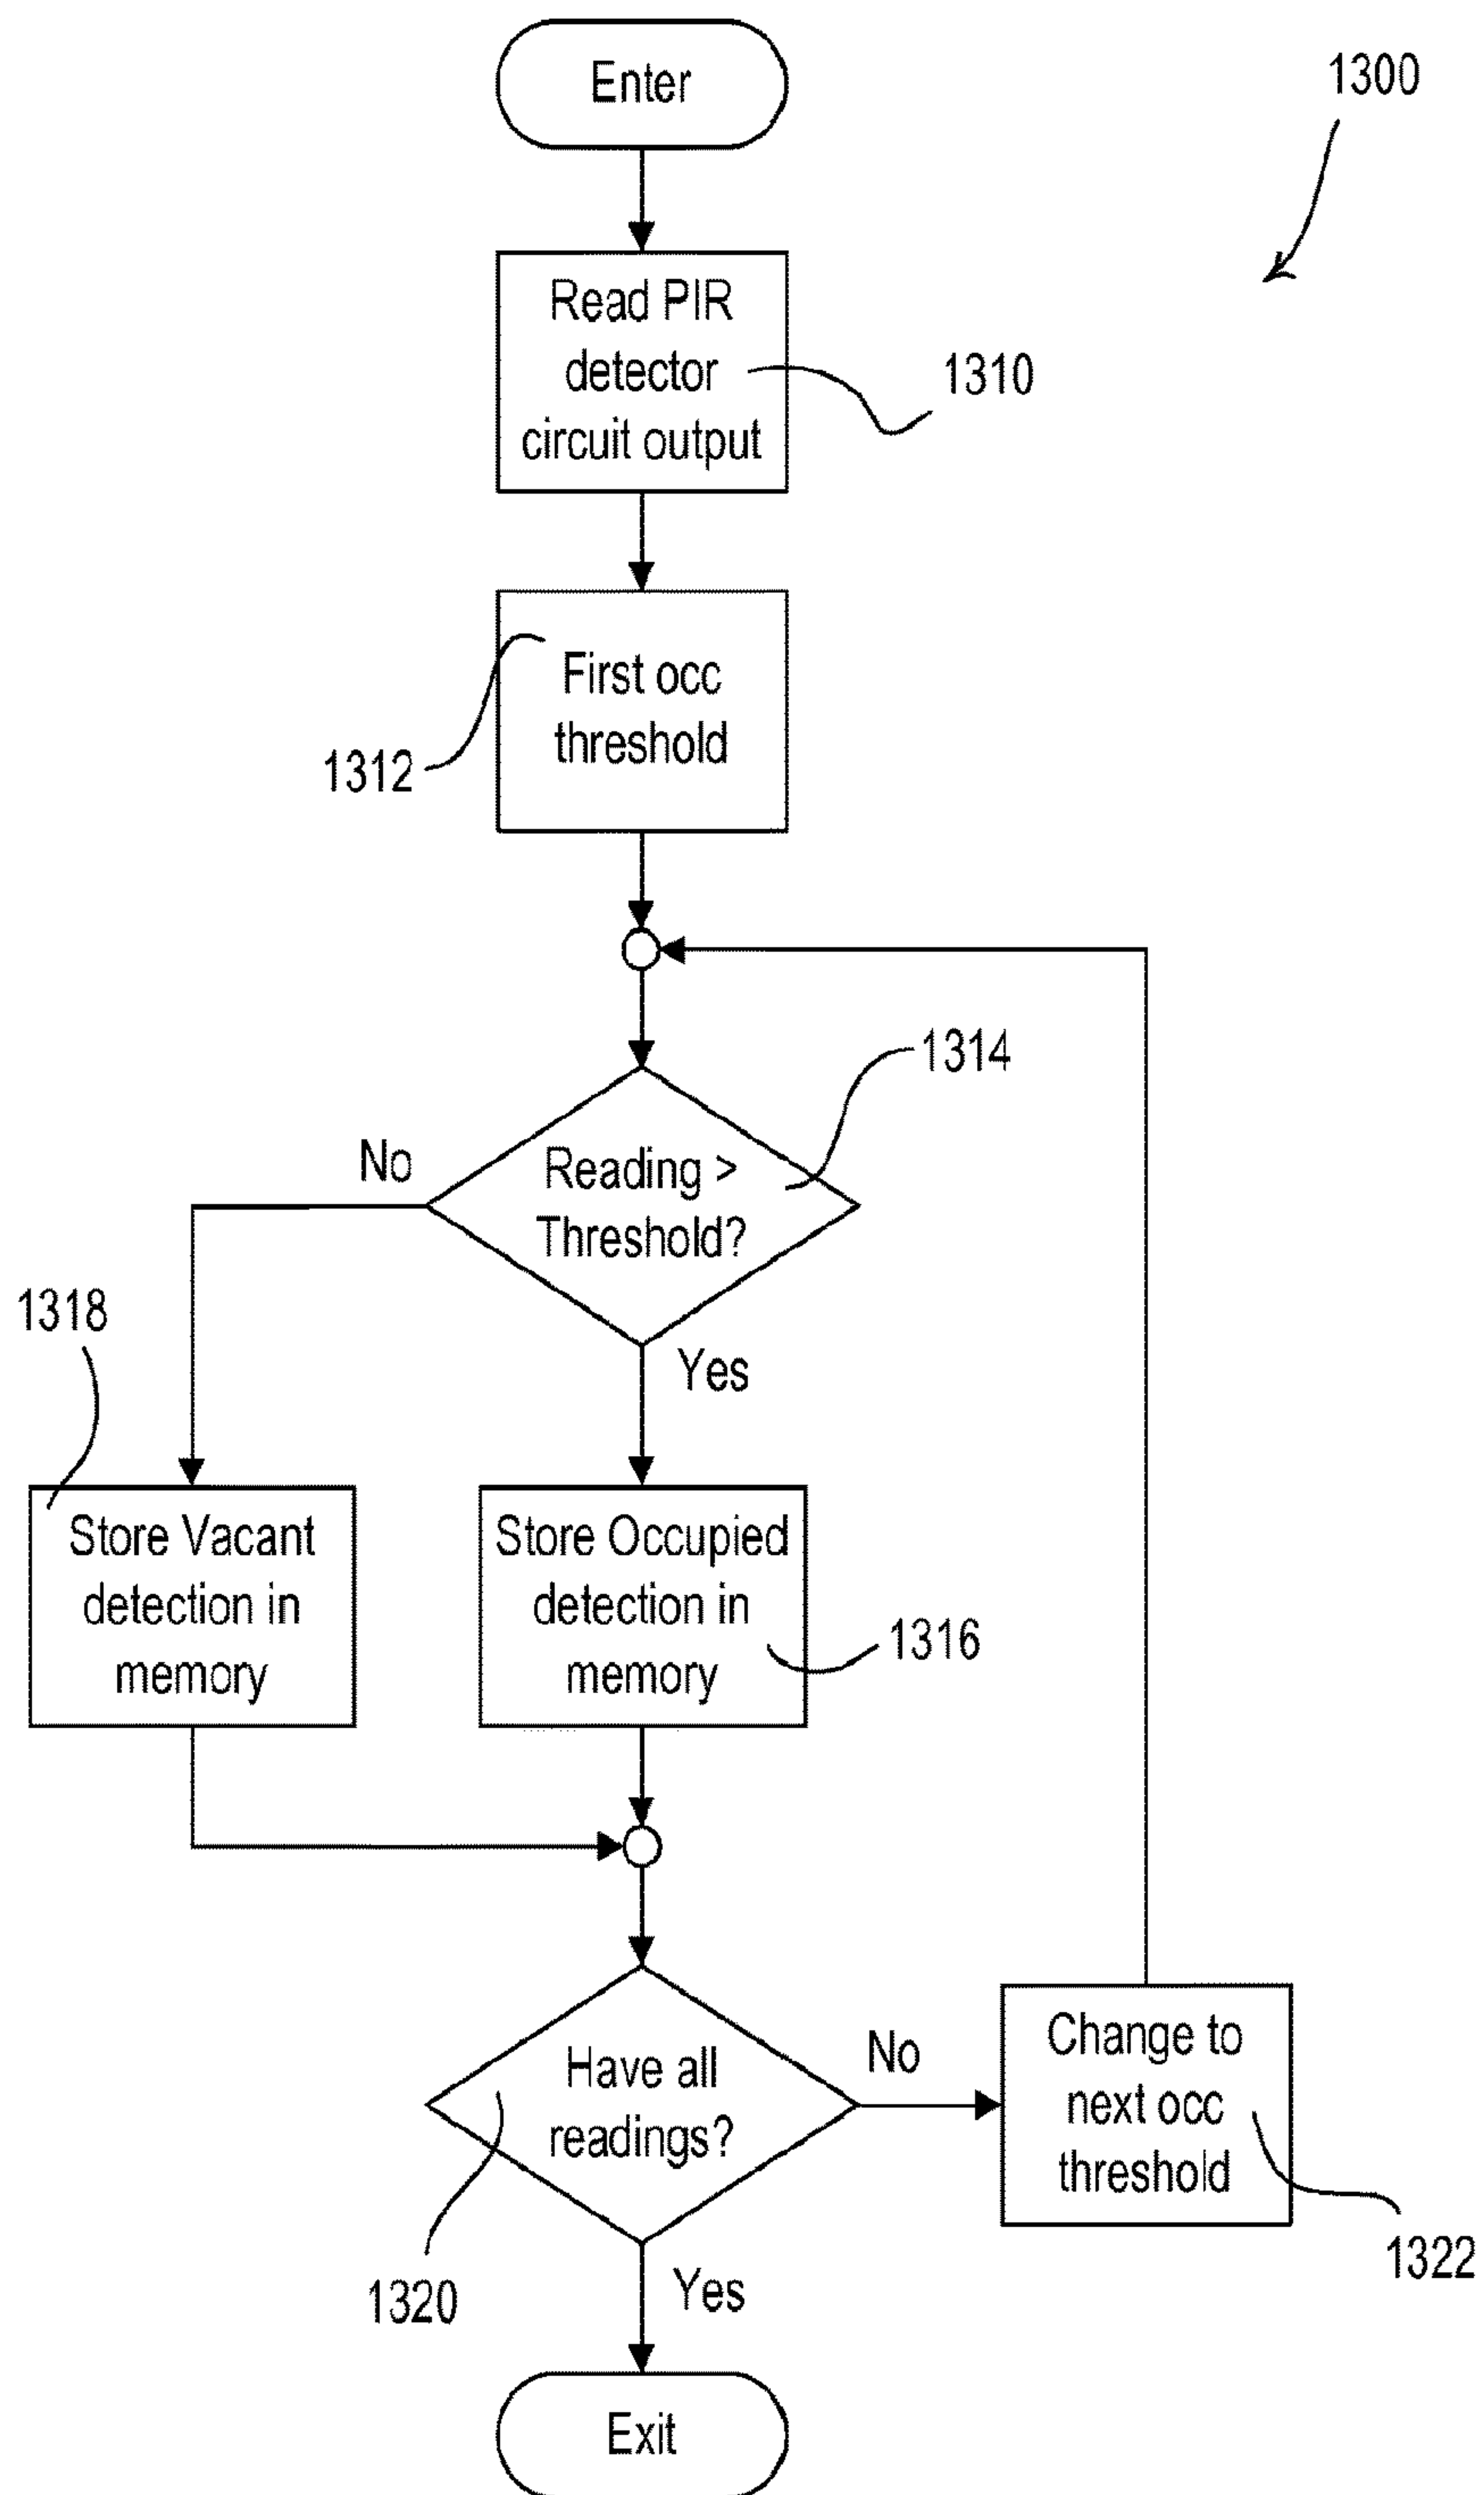 Enter
1300
Read PIR
detector
circuit output
1310
First occ
threshold
1312
1314
Reading >
Threshold?
No
Yes
1318
Store Vacant
detection in
memory
Store Occupied
detection in
memory
1316
Have all
readings?
No
Change to
next occ
threshold
1320
Yes
1322
Exit